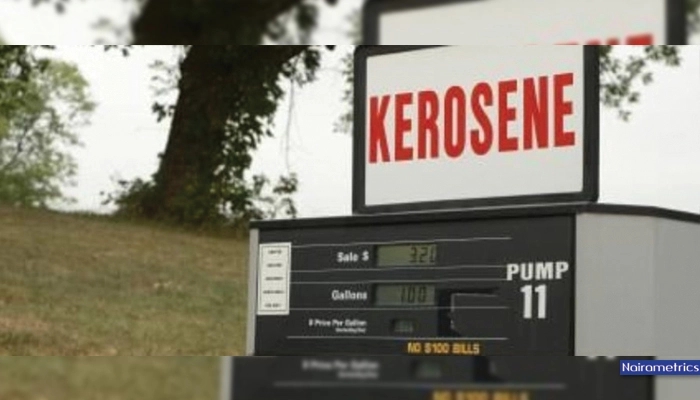 KEROSENE
Sale $ 3.20
Gallons 1.00
PUMP
11
$ Price Per Gallon
NO $100 BILLS
Nairametrics